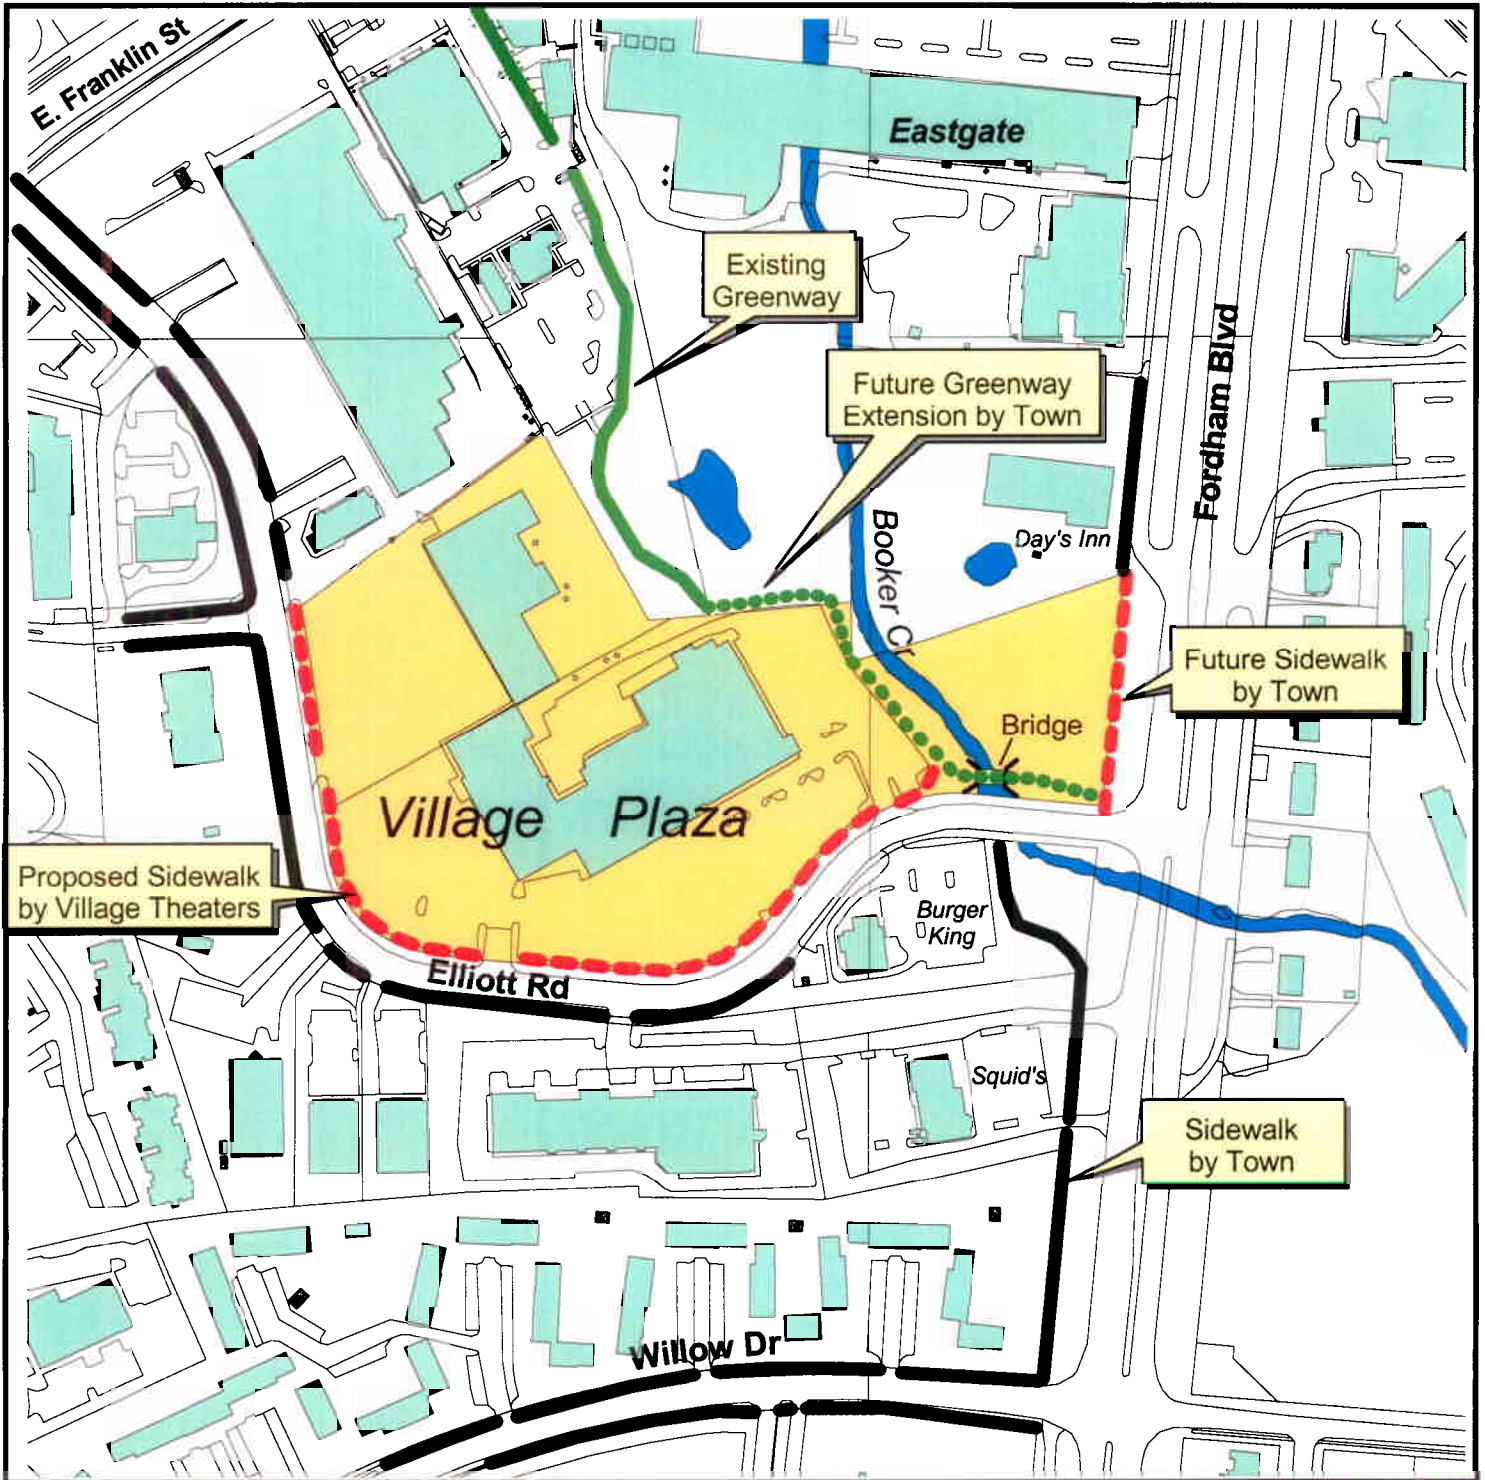 E. Franklin St
Eastgate
Existing
Greenway
Future Greenway
Extension by Town
Fordham Blvd
Booker Cr
Day's Inn
Future Sidewalk
by Town
Bridge
Village Plaza
Proposed Sidewalk
by Village Theaters
Burger
King
Elliott Rd
Squid's
Sidewalk
by Town
Willow Dr